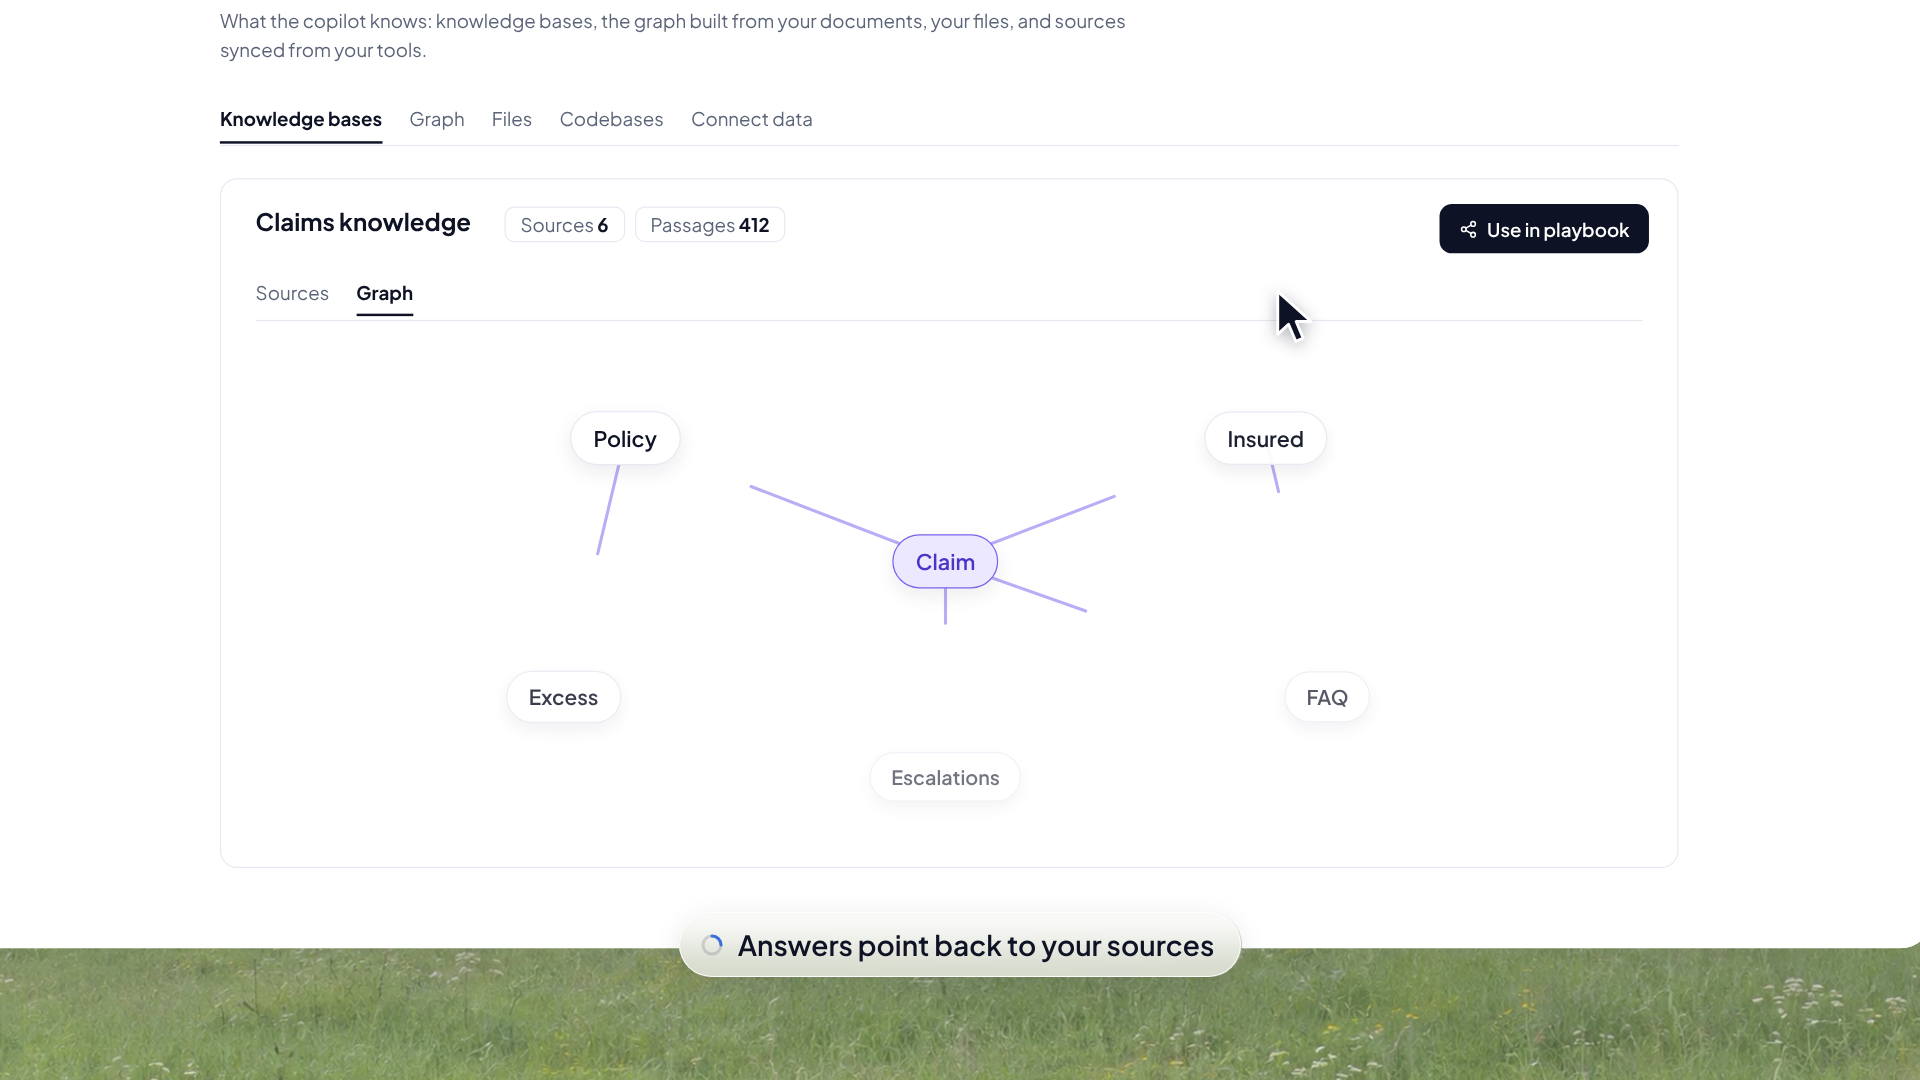 What the copilot knows: knowledge bases, the graph built from your documents, your files, and sources
synced from your tools.
Knowledge bases Graph Files Codebases Connect data
Claims knowledge Sources 6 Passages 412 Use in playbook
Sources Graph
Policy Insured
Claim
Excess FAQ
Escalations
Answers point back to your sources